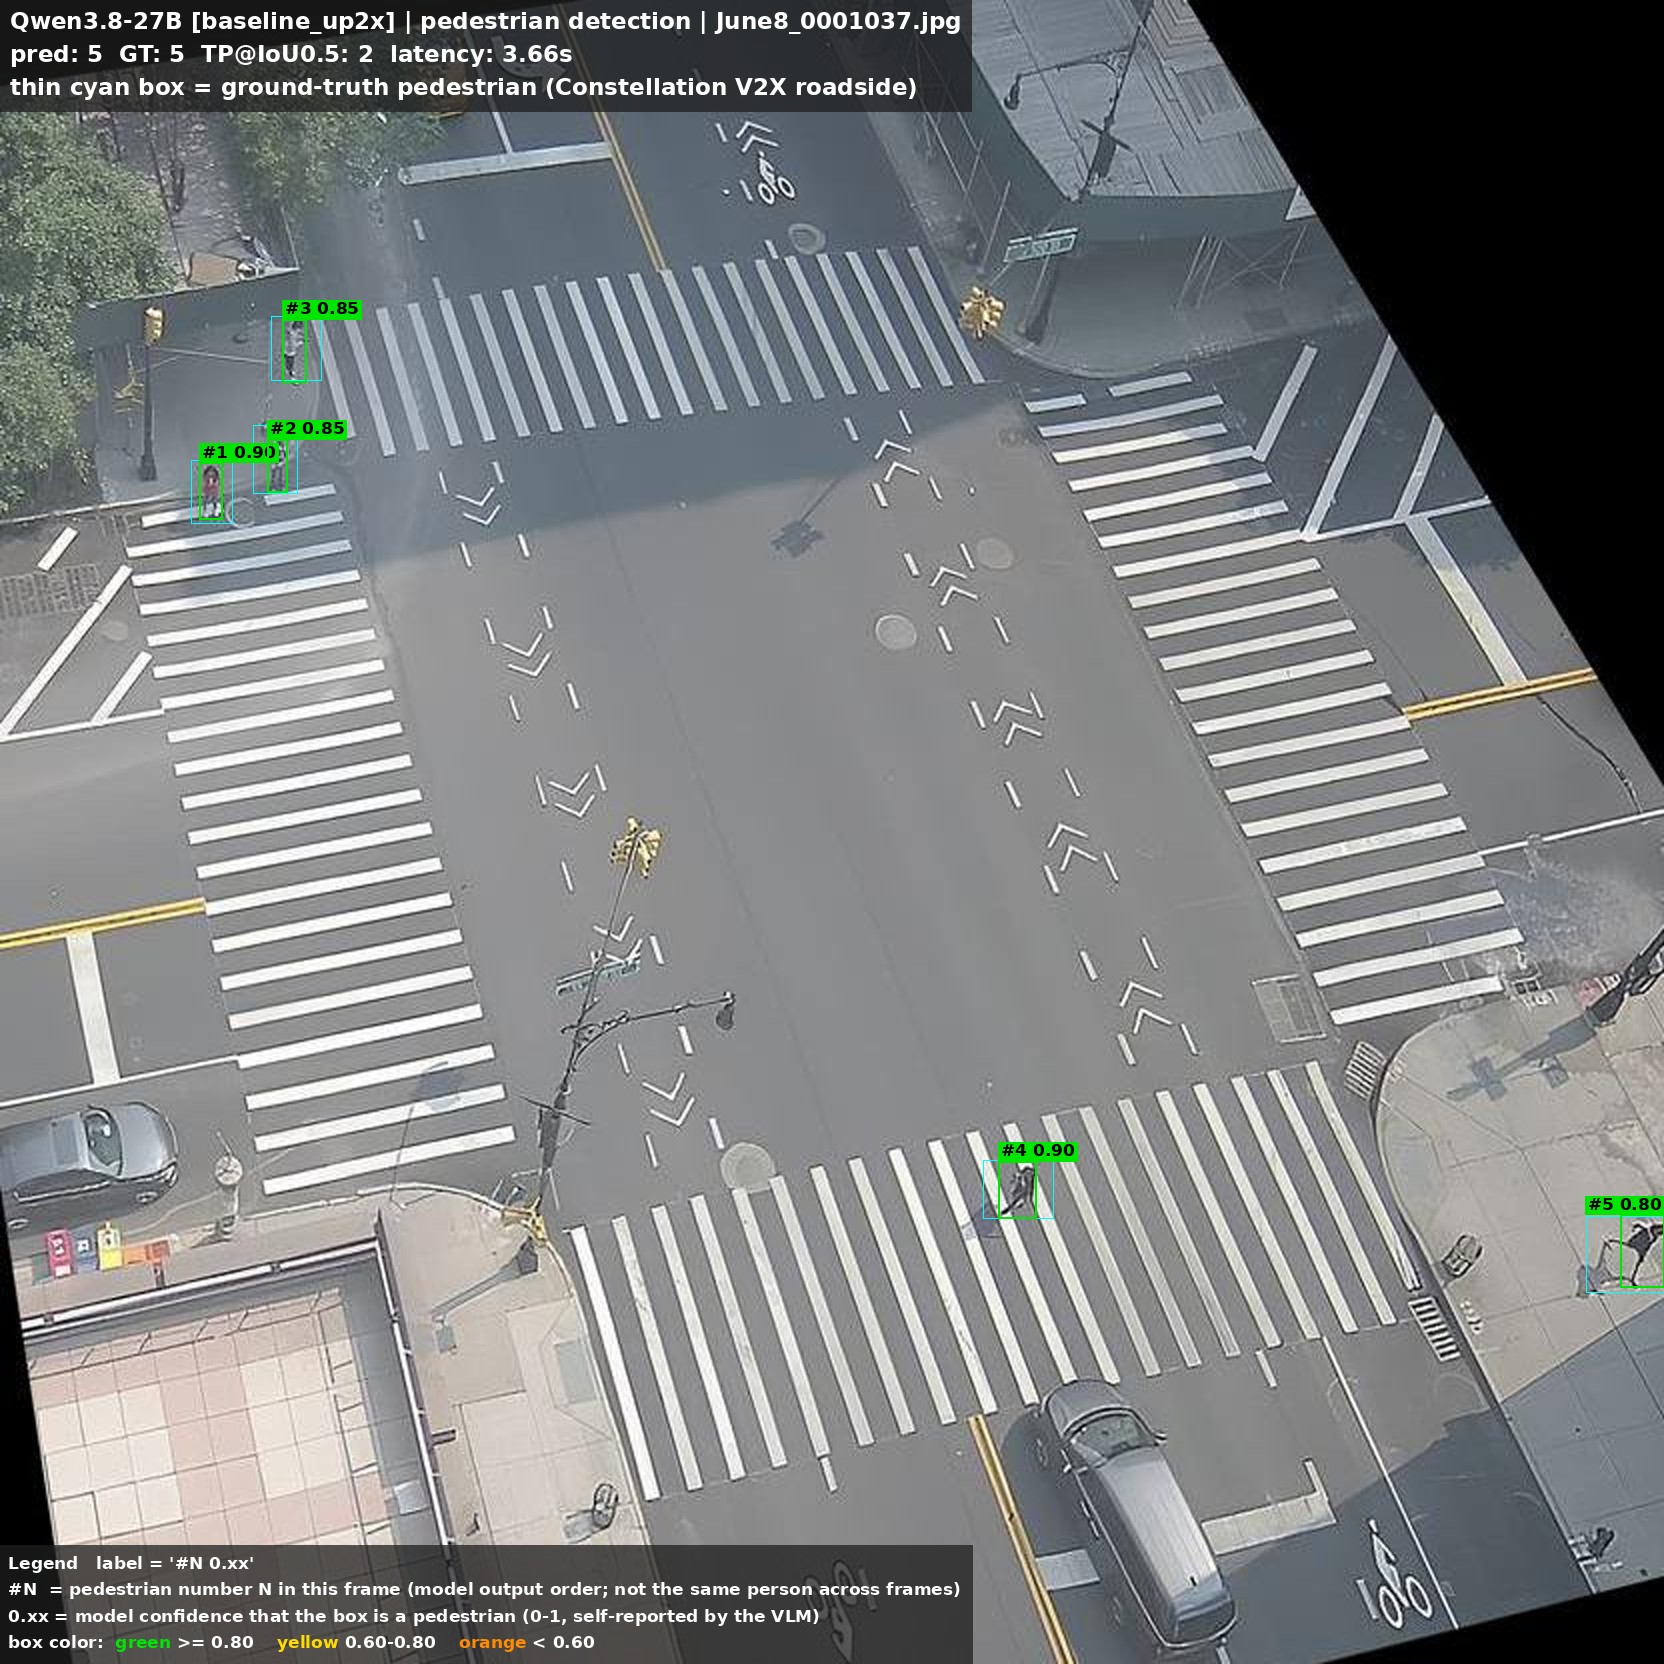 Qwen3.8-27B [baseline_up2x] | pedestrian detection | June8_0001037.jpg
pred: 5  GT: 5  TP@IoU0.5: 2  latency: 3.66s
thin cyan box = ground-truth pedestrian (Constellation V2X roadside)
#3 0.85
#2 0.85
#1 0.90
#4 0.90
#5 0.80
Legend   label = '#N 0.xx'
#N  = pedestrian number N in this frame (model output order; not the same person across frames)
0.xx = model confidence that the box is a pedestrian (0-1, self-reported by the VLM)
box color:  green >= 0.80    yellow 0.60-0.80    orange < 0.60